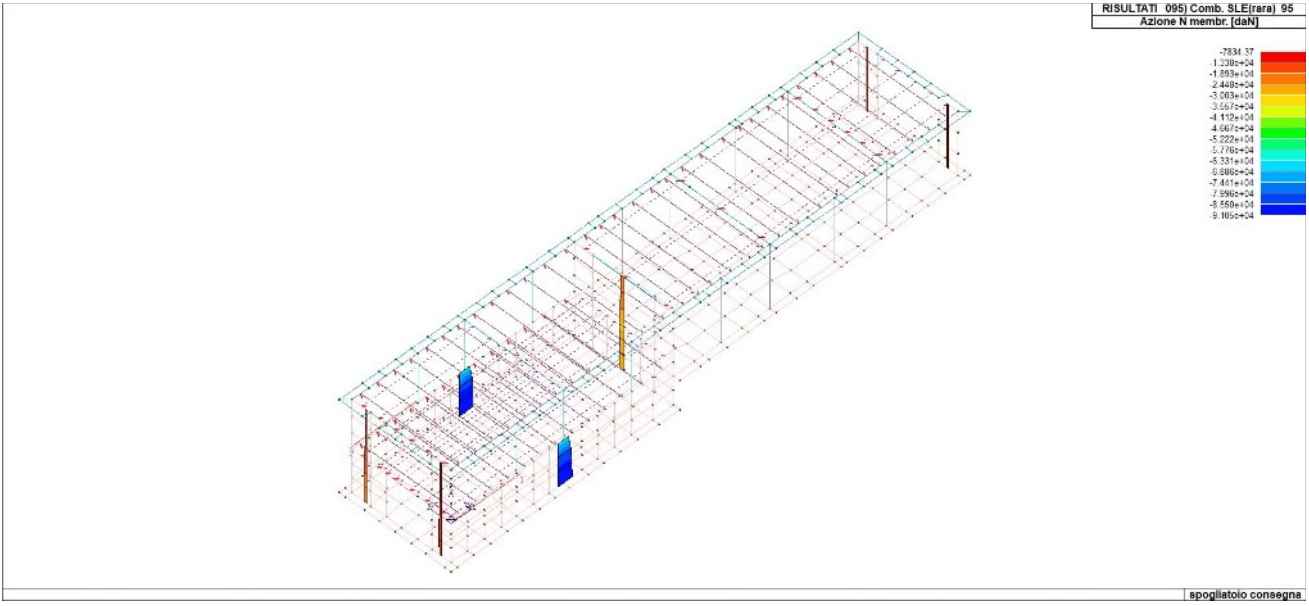 RISULTATI 095) Comb. SLE(rara) 95
Azione N membr. [daN]
-7834.37
-1.338e+04
-1.893e+04
-2.448e+04
-3.003e+04
-3.557e+04
-4.112e+04
-4.667e+04
-5.222e+04
-5.776e+04
-6.331e+04
-6.886e+04
-7.441e+04
-7.996e+04
-8.550e+04
-9.105e+04
spogliatoio consegna